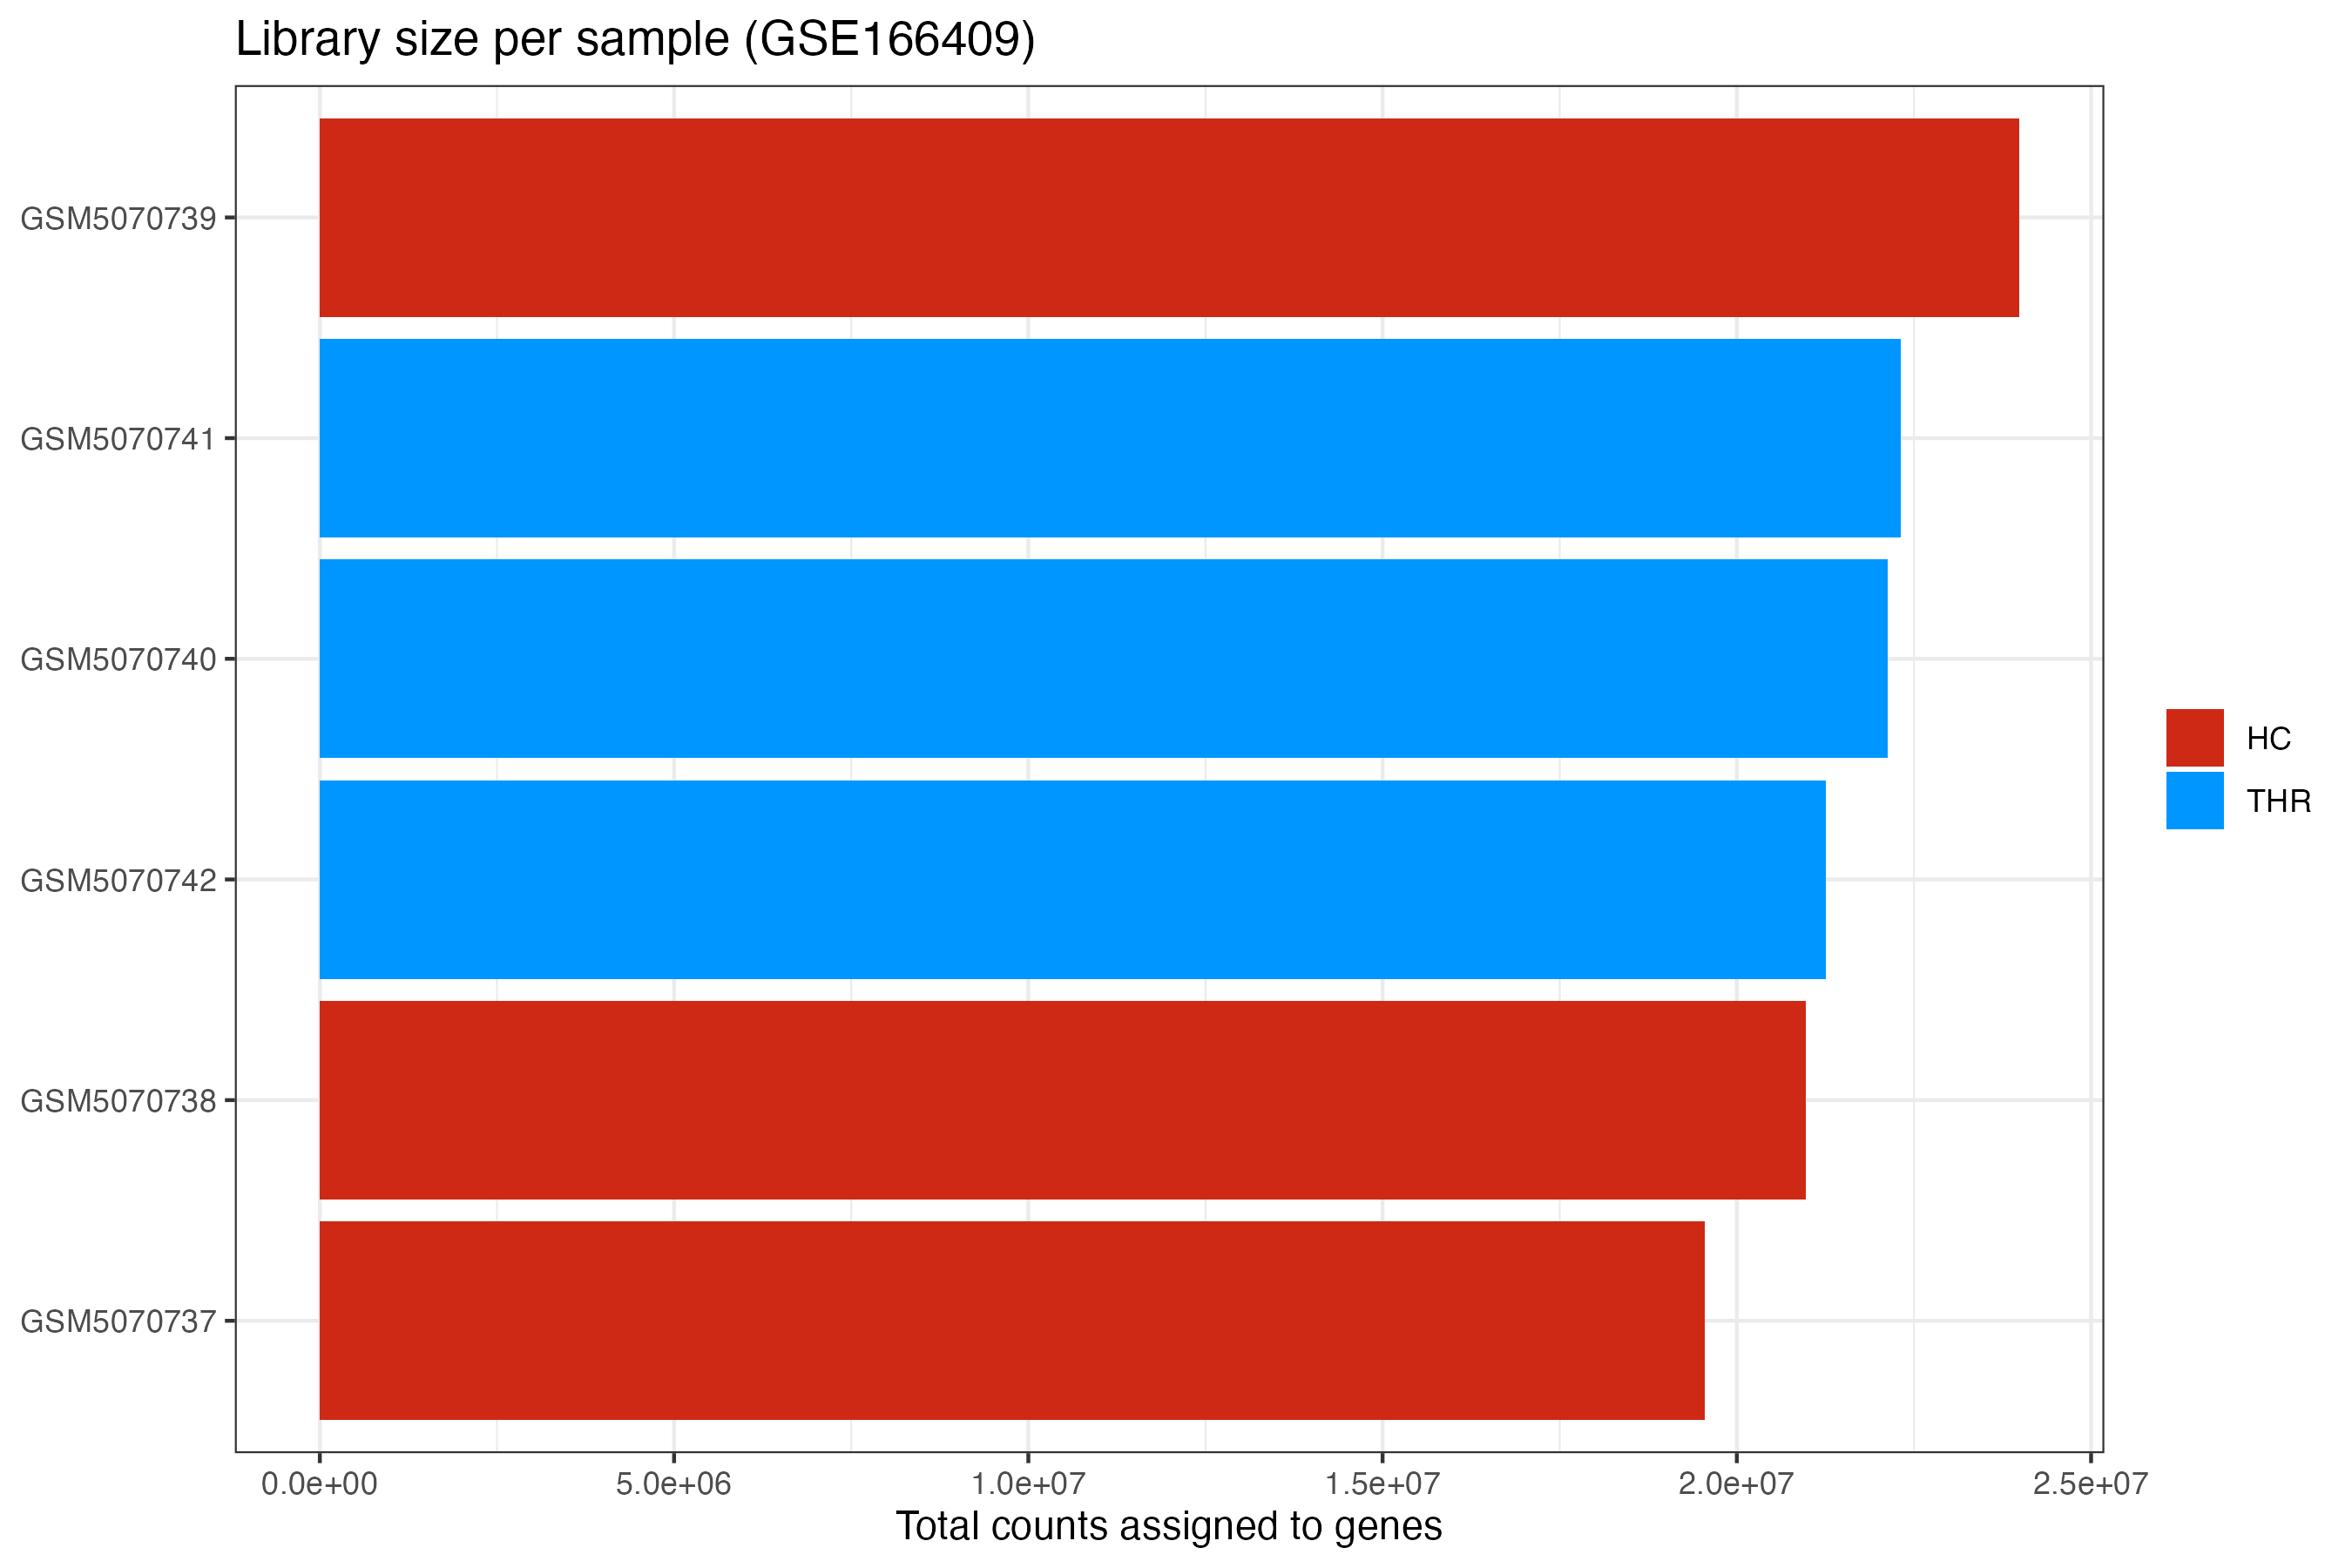 Library size per sample (GSE166409)
GSM5070739
GSM5070741
GSM5070740
GSM5070742
GSM5070738
GSM5070737
HC
THR
0.0e+00 5.0e+06 1.0e+07 1.5e+07 2.0e+07 2.5e+07
Total counts assigned to genes